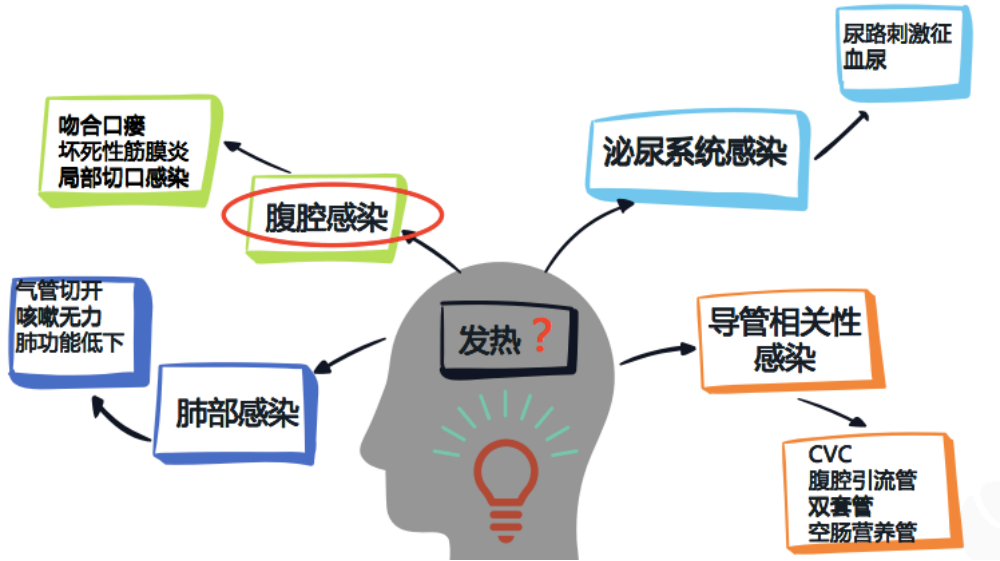 尿路刺激征
血尿
吻合口瘘
坏死性筋膜炎
局部切口感染
泌尿系统感染
腹腔感染
气管切开
咳嗽无力
肺功能低下
发热？
导管相关性
感染
肺部感染
CVC
腹腔引流管
双套管
空肠营养管